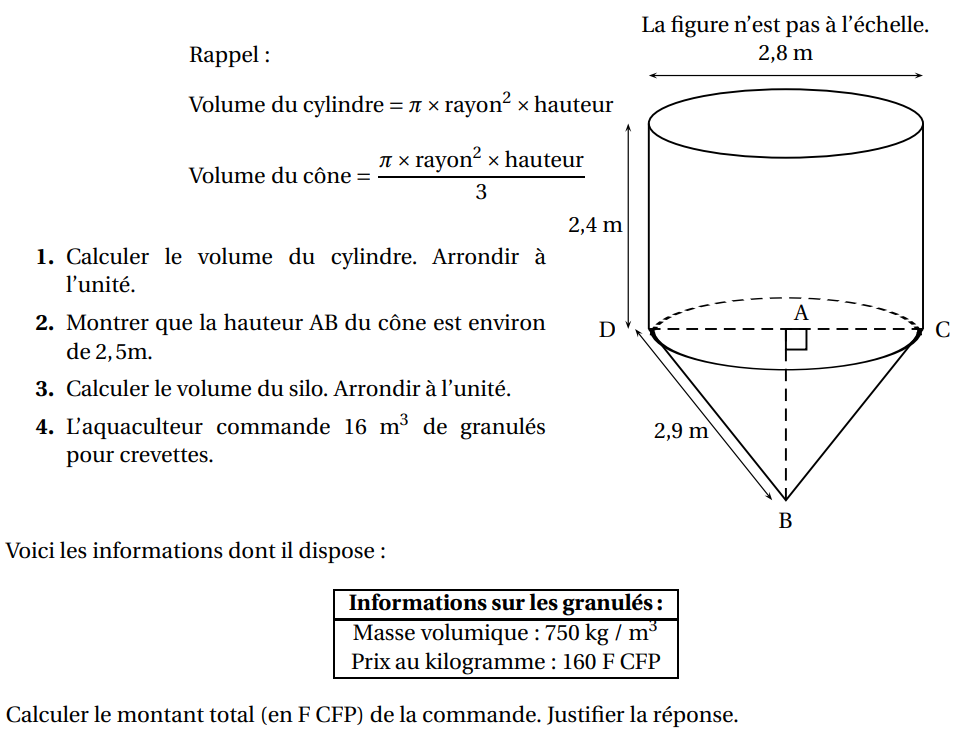 La figure n'est pas à l'échelle.
2,8 m
Rappel :
Volume du cylindre = π × rayon² × hauteur
Volume du cône = π × rayon² × hauteur / 3
2,4 m
1. Calculer le volume du cylindre. Arrondir à
l'unité.
2. Montrer que la hauteur AB du cône est environ
de 2,5m.
3. Calculer le volume du silo. Arrondir à l'unité.
4. L'aquaculteur commande 16 m³ de granulés
pour crevettes.
A
D
C
2,9 m
B
Voici les informations dont il dispose :
Informations sur les granulés :
Masse volumique : 750 kg / m³
Prix au kilogramme : 160 F CFP
Calculer le montant total (en F CFP) de la commande. Justifier la réponse.